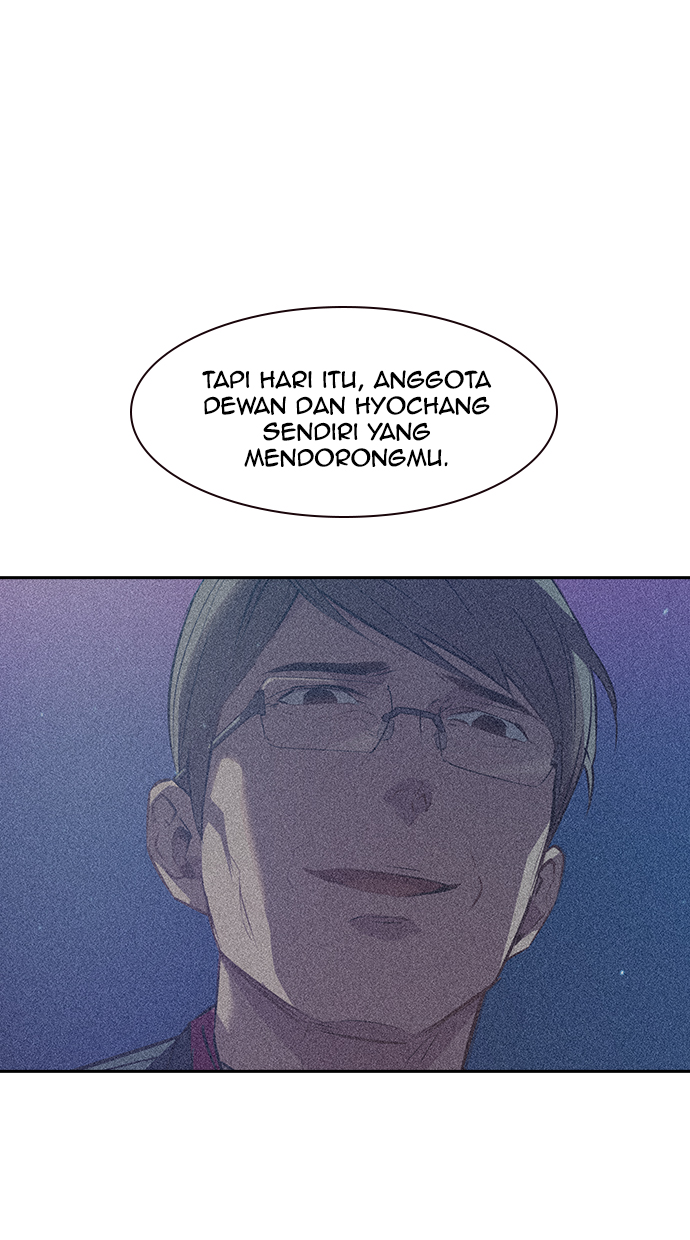 TAPI HARI ITU, ANGGOTA
DEWAN DAN HYOCHANG
SENDIRI YANG
MENDORONGMU.